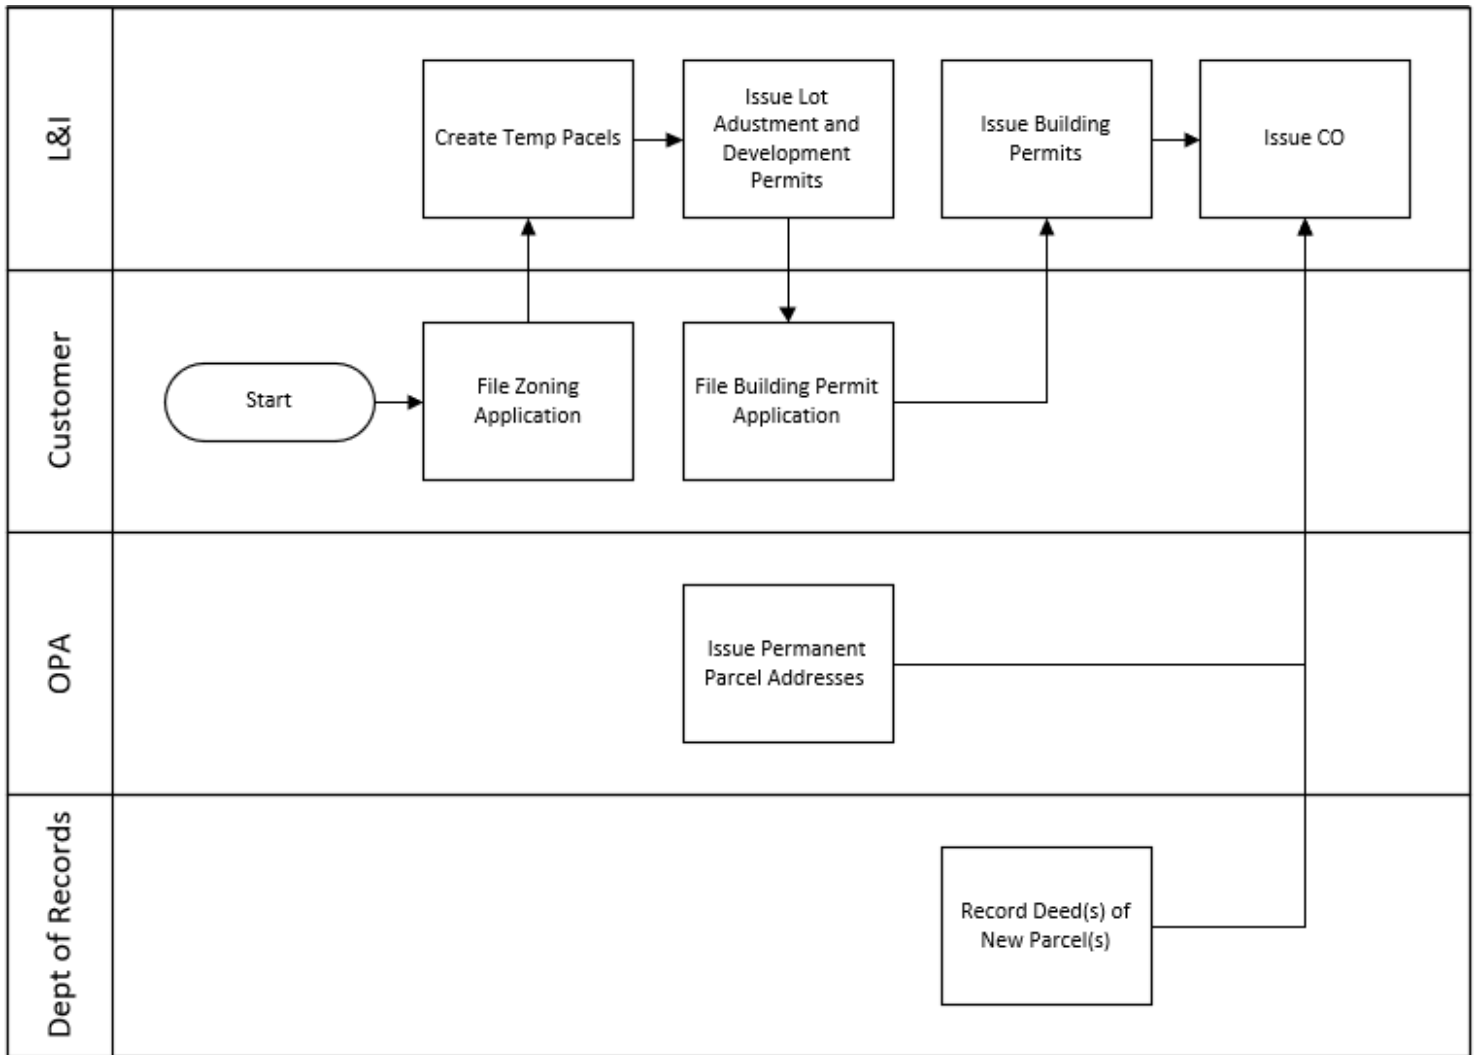 L&I
Create Temp Pacels
Issue Lot
Adustment and
Development
Permits
Issue Building
Permits
Issue CO
Customer
Start
File Zoning
Application
File Building Permit
Application
OPA
Issue Permanent
Parcel Addresses
Dept of Records
Record Deed(s) of
New Parcel(s)